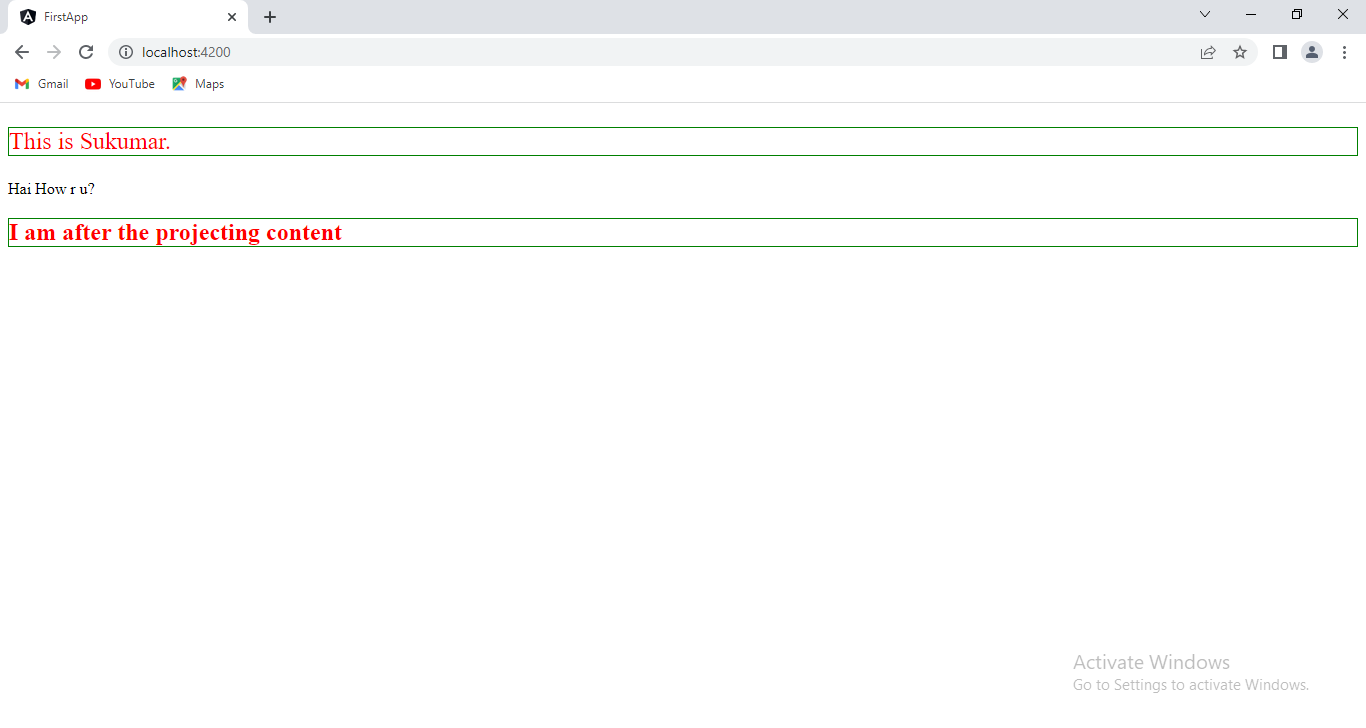 FirstApp
localhost:4200
Gmail YouTube Maps
This is Sukumar.
Hai How r u?
I am after the projecting content
Activate Windows
Go to Settings to activate Windows.